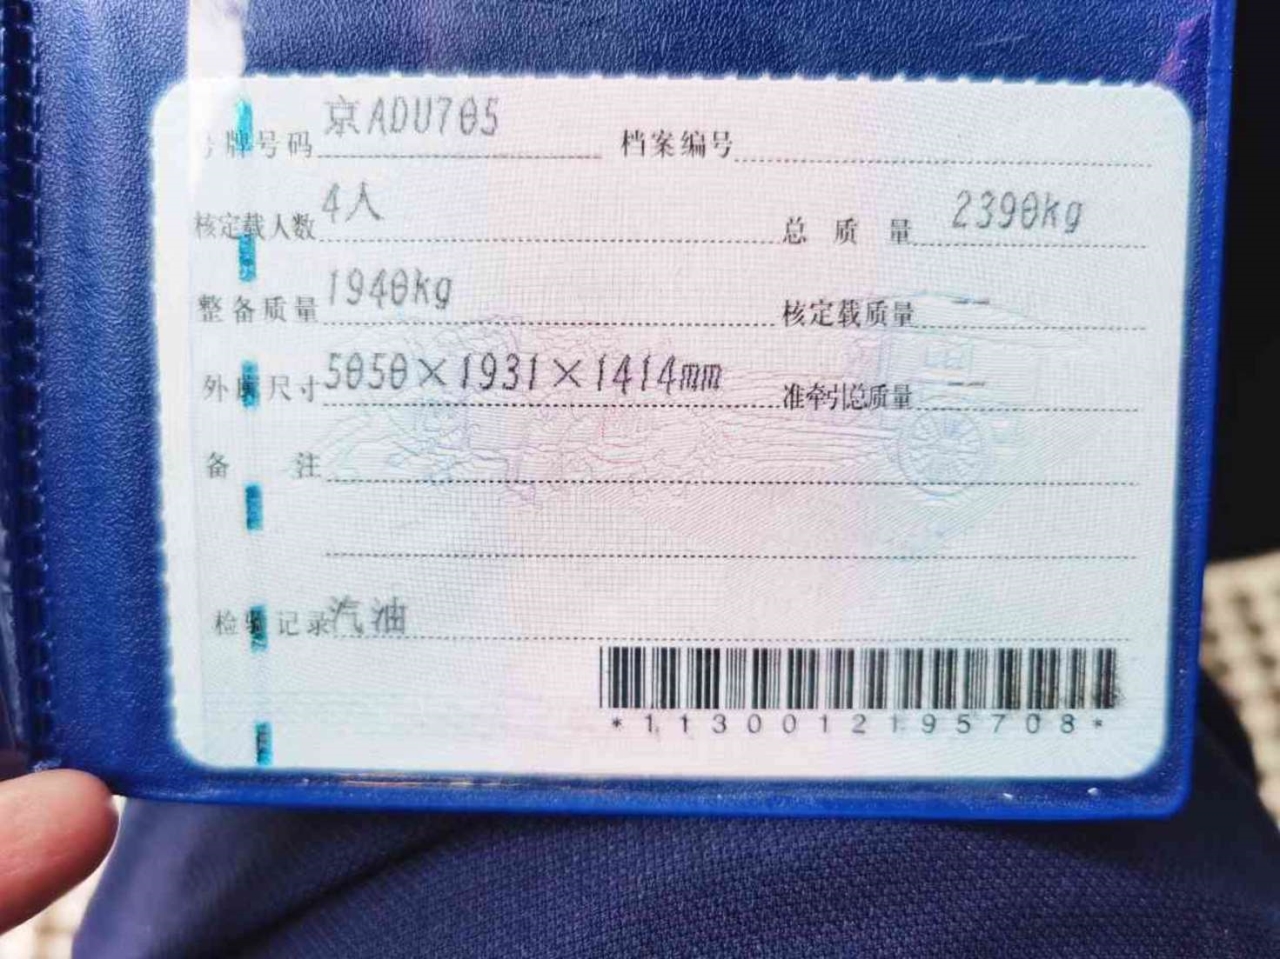 号牌号码 京ADU705 档案编号
核定载人数 4人 总质量 2390kg
整备质量 1940kg 核定载质量 --
外廓尺寸 5050×1931×1414mm 准牵引总质量 --
备注
检验记录 汽油
*1130012195708*